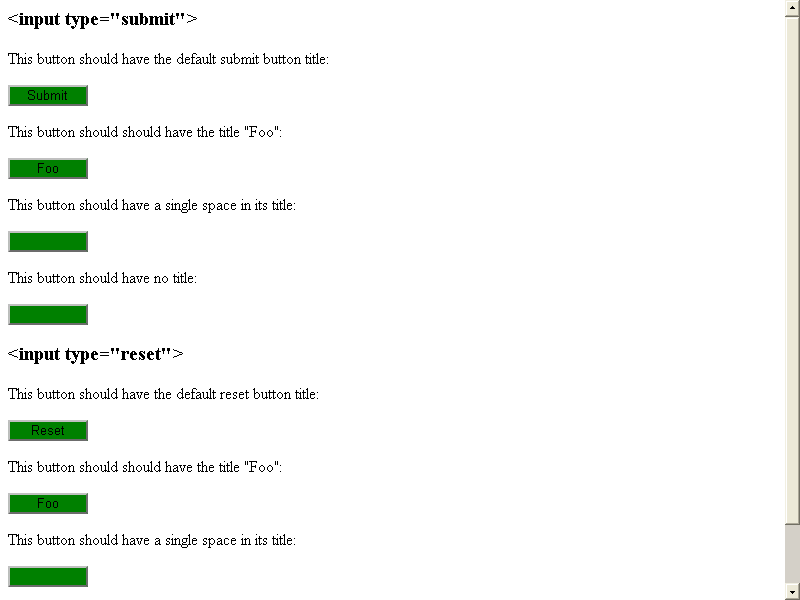 <input type="submit">
This button should have the default submit button title:
Submit
This button should should have the title "Foo":
Foo
This button should have a single space in its title:
This button should have no title:
<input type="reset">
This button should have the default reset button title:
Reset
This button should should have the title "Foo":
Foo
This button should have a single space in its title: